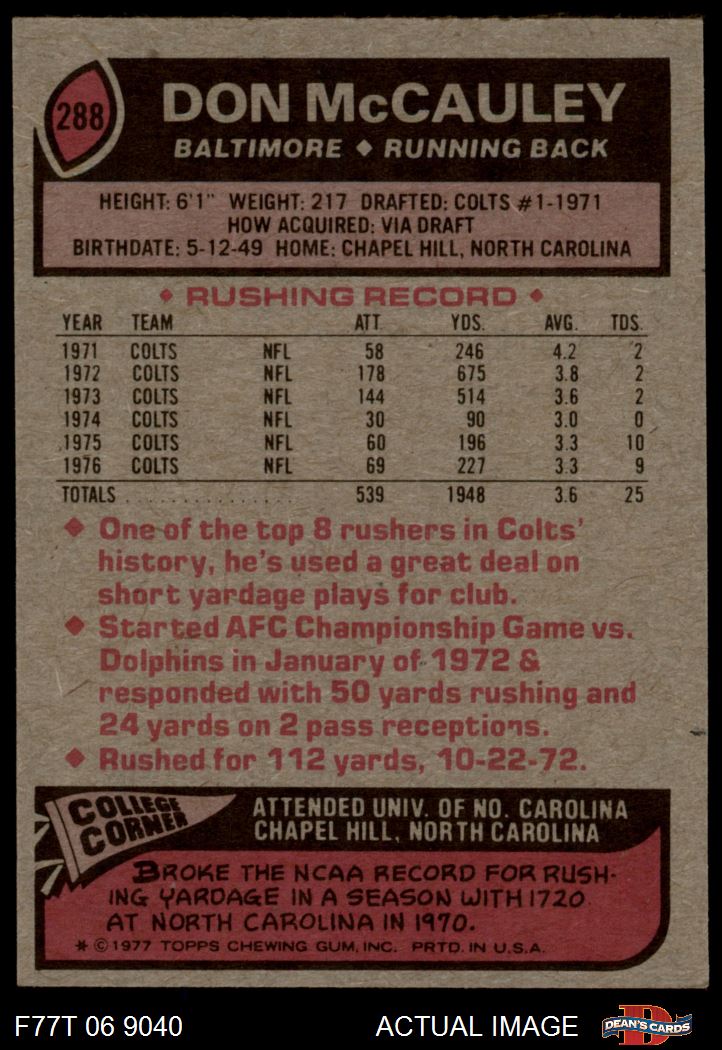 288
DON McCAULEY
BALTIMORE ♦ RUNNING BACK
HEIGHT: 6'1" WEIGHT: 217 DRAFTED: COLTS #1-1971
HOW ACQUIRED: VIA DRAFT
BIRTHDATE: 5-12-49 HOME: CHAPEL HILL, NORTH CAROLINA
♦ RUSHING RECORD ♦
YEAR TEAM ATT YDS. AVG. TDS.
1971 COLTS NFL 58 246 4.2 2
1972 COLTS NFL 178 675 3.8 2
1973 COLTS NFL 144 514 3.6 2
1974 COLTS NFL 30 90 3.0 0
1975 COLTS NFL 60 196 3.3 10
1976 COLTS NFL 69 227 3.3 9
TOTALS . . . . . . . . . . . . . . . . 539 1948 3.6 25
♦ One of the top 8 rushers in Colts'
history, he's used a great deal on
short yardage plays for club.
♦ Started AFC Championship Game vs.
Dolphins in January of 1972 &
responded with 50 yards rushing and
24 yards on 2 pass receptions.
♦ Rushed for 112 yards, 10-22-72.
COLLEGE
CORNER
ATTENDED UNIV. OF NO. CAROLINA
CHAPEL HILL, NORTH CAROLINA
BROKE THE NCAA RECORD FOR RUSH-
ING YARDAGE IN A SEASON WITH 1720
AT NORTH CAROLINA IN 1970.
* © 1977 TOPPS CHEWING GUM, INC. PRTD. IN U.S.A.
F77T 06 9040 ACTUAL IMAGE
D
DEAN'S CARDS